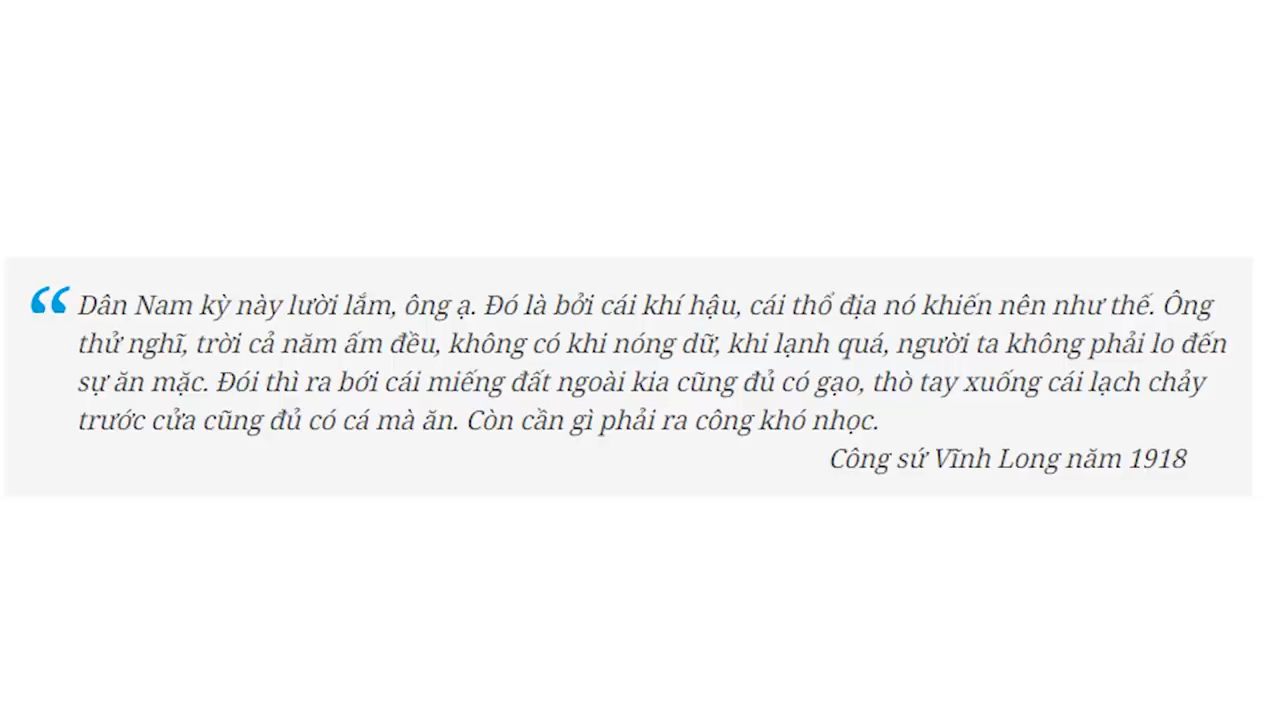 “ Dân Nam kỳ này lười lắm, ông ạ. Đó là bởi cái khí hậu, cái thổ địa nó khiến nên như thế. Ông
thử nghĩ, trời cả năm ấm đều, không có khi nóng dữ, khi lạnh quá, người ta không phải lo đến
sự ăn mặc. Đói thì ra bới cái miếng đất ngoài kia cũng đủ có gạo, thò tay xuống cái lạch chảy
trước cửa cũng đủ có cá mà ăn. Còn cần gì phải ra công khó nhọc.
Công sứ Vĩnh Long năm 1918